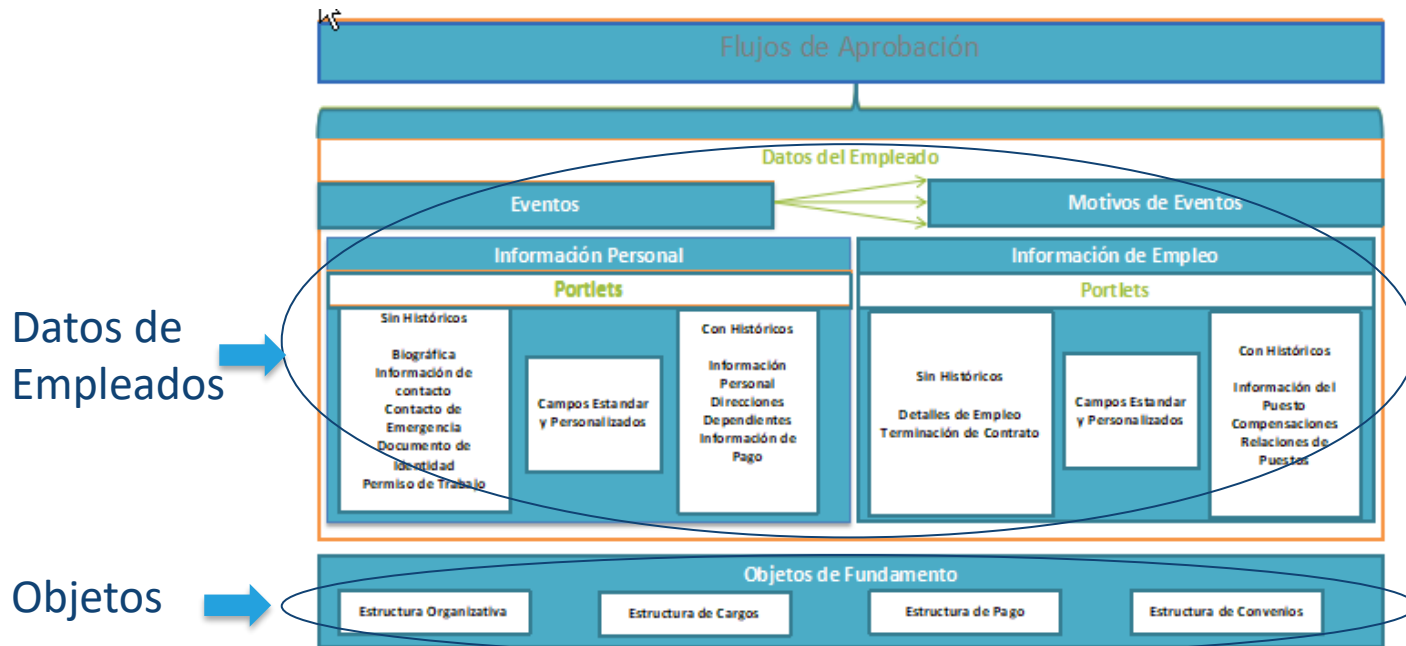 Flujos de Aprobación
Datos del Empleado
Eventos
Motivos de Eventos
Información Personal
Portlets
Sin Históricos
Biográfica
Información de
contacto
Contacto de
Emergencia
Documento de
Identidad
Permiso de Trabajo
Campos Estandar
y Personalizados
Con Históricos
Información
Personal
Direcciones
Dependientes
Información de
Pago
Información de Empleo
Portlets
Sin Históricos
Detalles de Empleo
Terminación de Contrato
Campos Estandar
y Personalizados
Con Históricos
Información del
Puesto
Compensaciones
Relaciones de
Puestos
Datos de
Empleados
Objetos
Objetos de Fundamento
Estructura Organizativa
Estructura de Cargos
Estructura de Pago
Estructura de Convenios